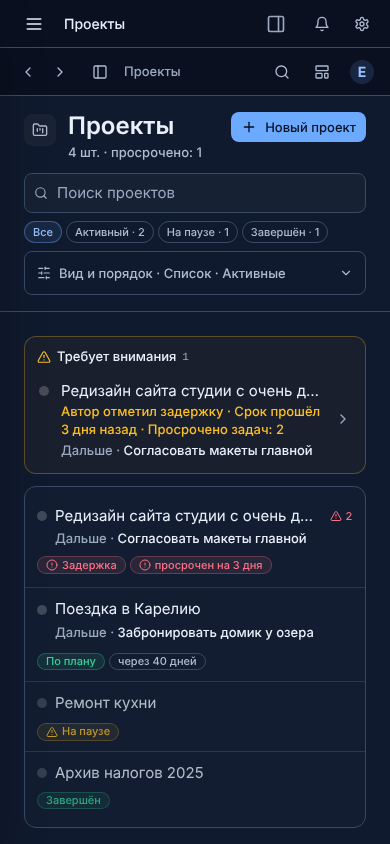 Проекты
Проекты
E
Проекты
4 шт. · просрочено: 1
Новый проект
Поиск проектов
Все
Активный · 2
На паузе · 1
Завершён · 1
Вид и порядок · Список · Активные
Требует внимания 1
Редизайн сайта студии с очень д...
Автор отметил задержку · Срок прошёл
3 дня назад · Просрочено задач: 2
Дальше · Согласовать макеты главной
Редизайн сайта студии с очень д...
2
Дальше · Согласовать макеты главной
Задержка
просрочен на 3 дня
Поездка в Карелию
Дальше · Забронировать домик у озера
По плану
через 40 дней
Ремонт кухни
На паузе
Архив налогов 2025
Завершён